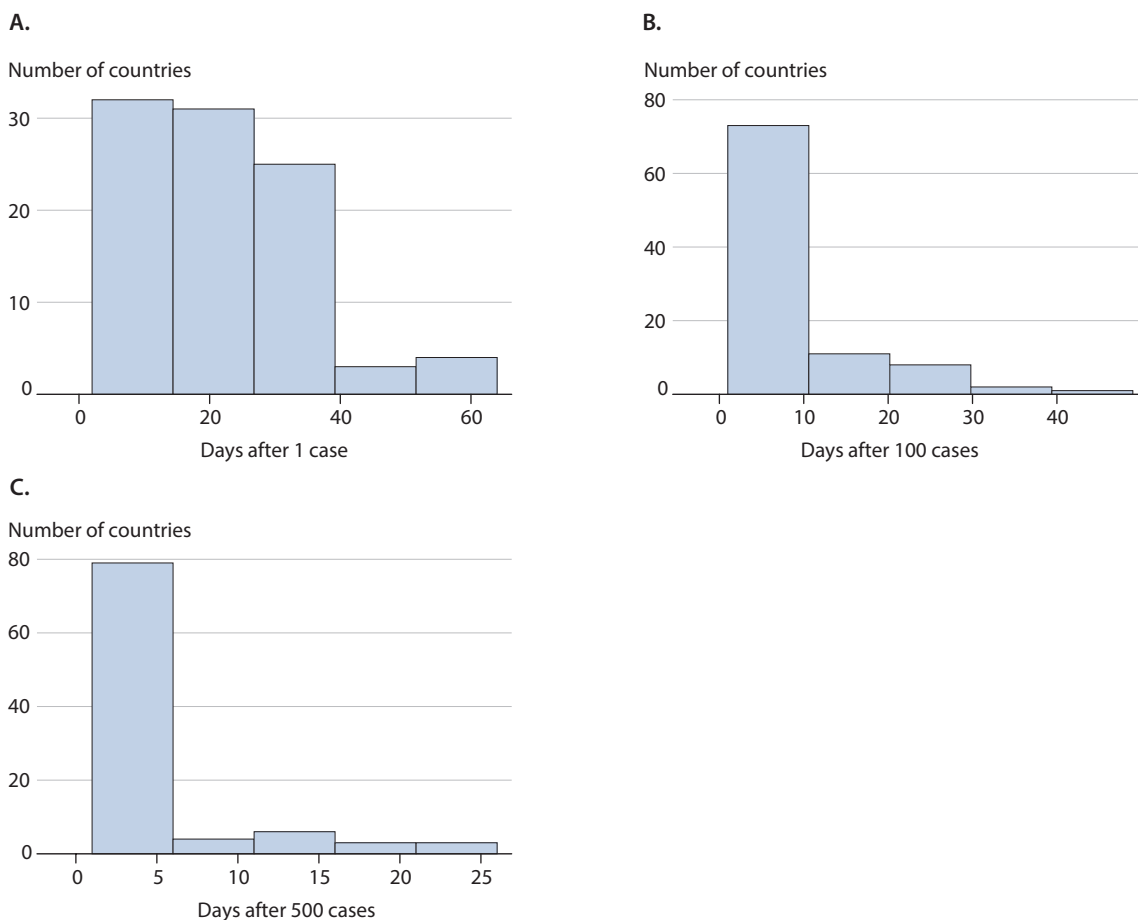 A.
Number of countries
30
20
10
0
0 20 40 60
Days after 1 case
B.
Number of countries
80
60
40
20
0
0 10 20 30 40
Days after 100 cases
C.
Number of countries
80
60
40
20
0
0 5 10 15 20 25
Days after 500 cases